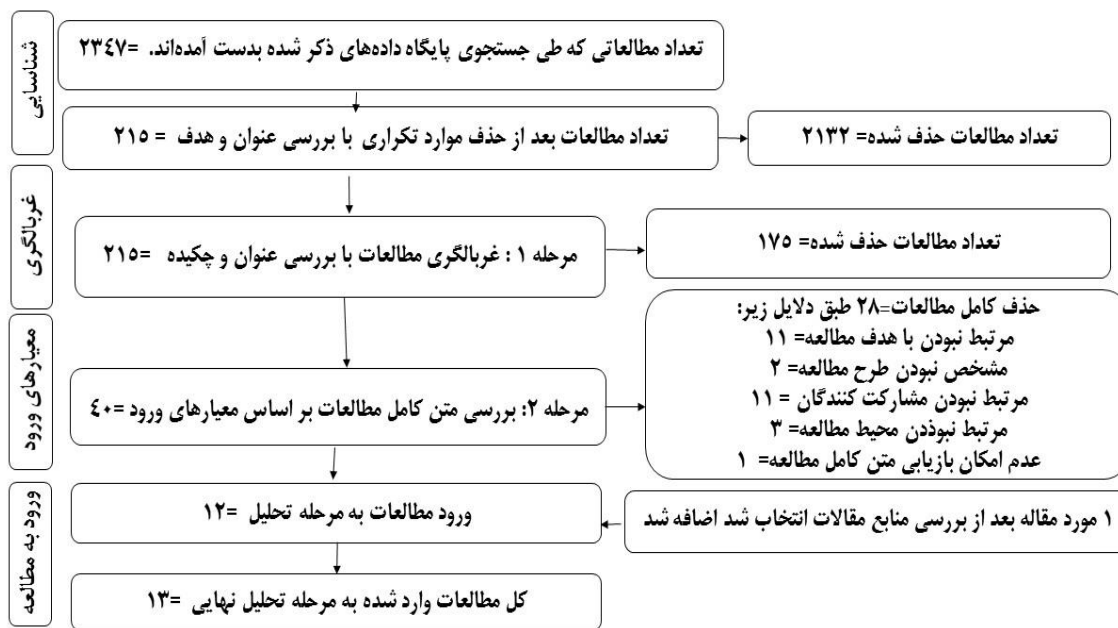 شناسایی
تعداد مطالعاتی که طی جستجوی پایگاه داده‌های ذکر شده بدست آمده‌اند. =۲۳۴۷
تعداد مطالعات بعد از حذف موارد تکراری با بررسی عنوان و هدف = ۲۱۵
تعداد مطالعات حذف شده= ۲۱۳۲
غربالگری
مرحله ۱ : غربالگری مطالعات با بررسی عنوان و چکیده =۲۱۵
تعداد مطالعات حذف شده= ۱۷۵
معیارهای ورود
مرحله ۲: بررسی متن کامل مطالعات بر اساس معیارهای ورود =۴۰
حذف کامل مطالعات=۲۸ طبق دلایل زیر:
مرتبط نبودن با هدف مطالعه= ۱۱
مشخص نبودن طرح مطالعه= ۲
مرتبط نبودن مشارکت کنندگان = ۱۱
مرتبط نبوذدن محیط مطالعه= ۳
عدم امکان بازیابی متن کامل مطالعه= ۱
ورود به مطالعه
ورود مطالعات به مرحله تحلیل =۱۲
۱ مورد مقاله بعد از بررسی منابع مقالات انتخاب شد اضافه شد
کل مطالعات وارد شده به مرحله تحلیل نهایی =۱۳